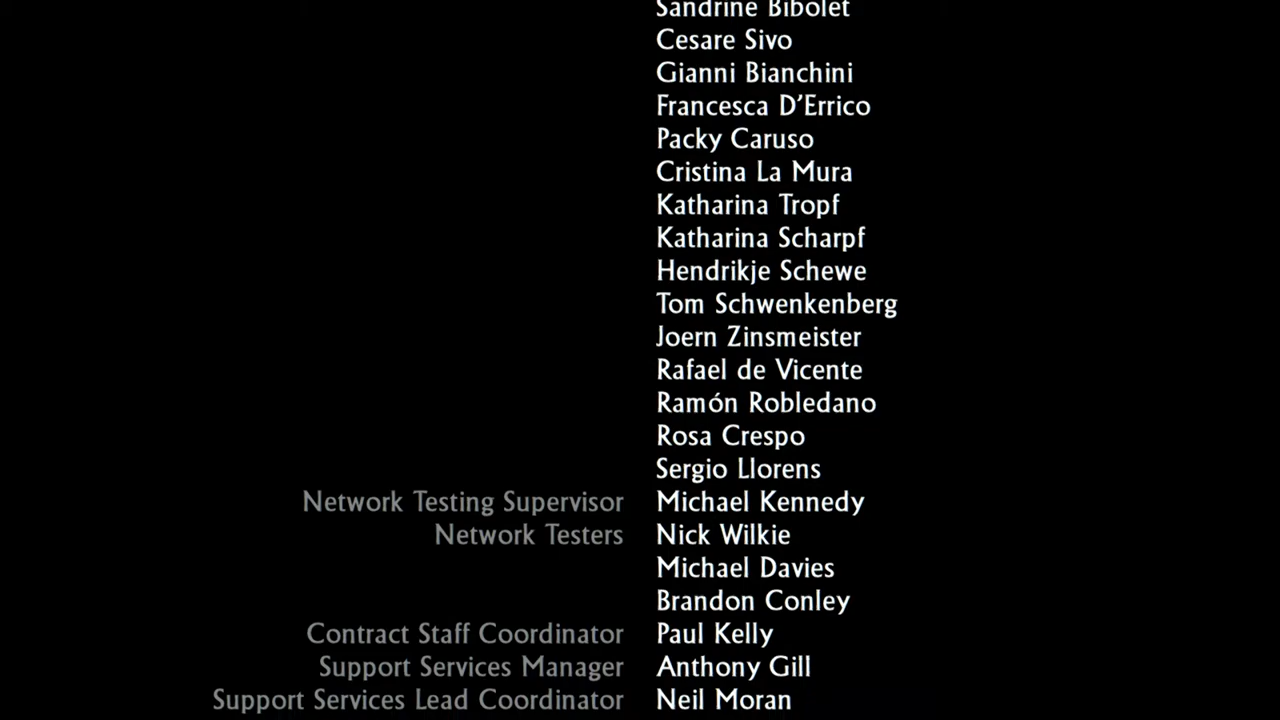 Sandrine Bibolet
Cesare Sivo
Gianni Bianchini
Francesca D'Errico
Packy Caruso
Cristina La Mura
Katharina Tropf
Katharina Scharpf
Hendrikje Schewe
Tom Schwenkenberg
Joern Zinsmeister
Rafael de Vicente
Ramón Robledano
Rosa Crespo
Sergio Llorens
Network Testing Supervisor Michael Kennedy
Network Testers Nick Wilkie
Michael Davies
Brandon Conley
Contract Staff Coordinator Paul Kelly
Support Services Manager Anthony Gill
Support Services Lead Coordinator Neil Moran